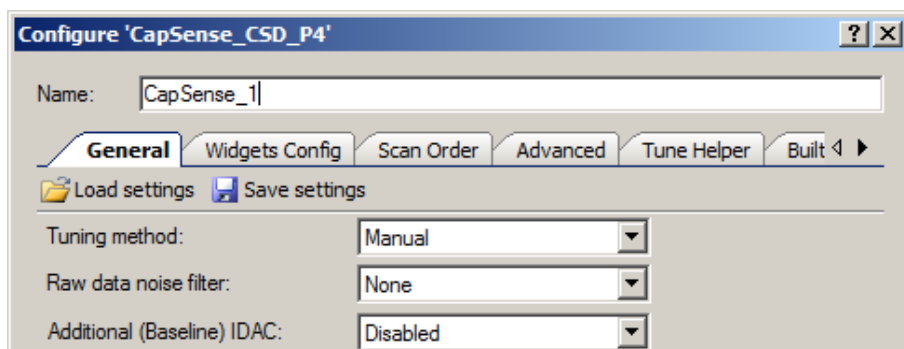 Configure 'CapSense_CSD_P4'
Name: CapSense_1
General Widgets Config Scan Order Advanced Tune Helper Built
Load settings Save settings
Tuning method: Manual
Raw data noise filter: None
Additional (Baseline) IDAC: Disabled